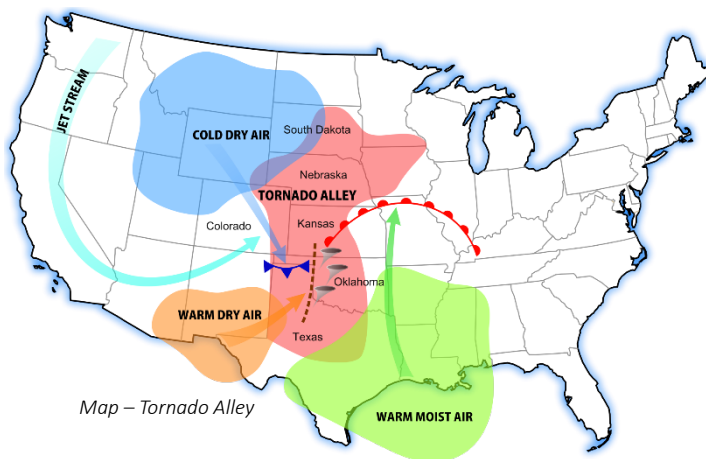 JET STREAM
COLD DRY AIR
South Dakota
Nebraska
TORNADO ALLEY
Colorado
Kansas
Oklahoma
WARM DRY AIR
Texas
Map – Tornado Alley
WARM MOIST AIR